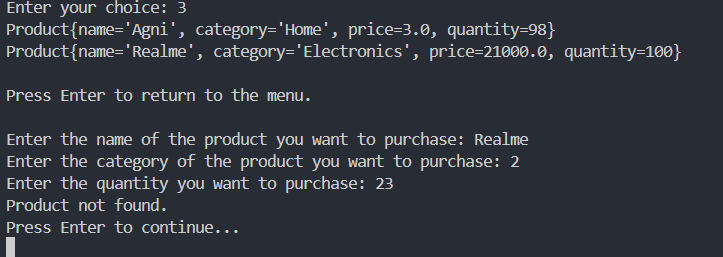 Enter your choice: 3
Product{name='Agni', category='Home', price=3.0, quantity=98}
Product{name='Realme', category='Electronics', price=21000.0, quantity=100}
Press Enter to return to the menu.
Enter the name of the product you want to purchase: Realme
Enter the category of the product you want to purchase: 2
Enter the quantity you want to purchase: 23
Product not found.
Press Enter to continue...